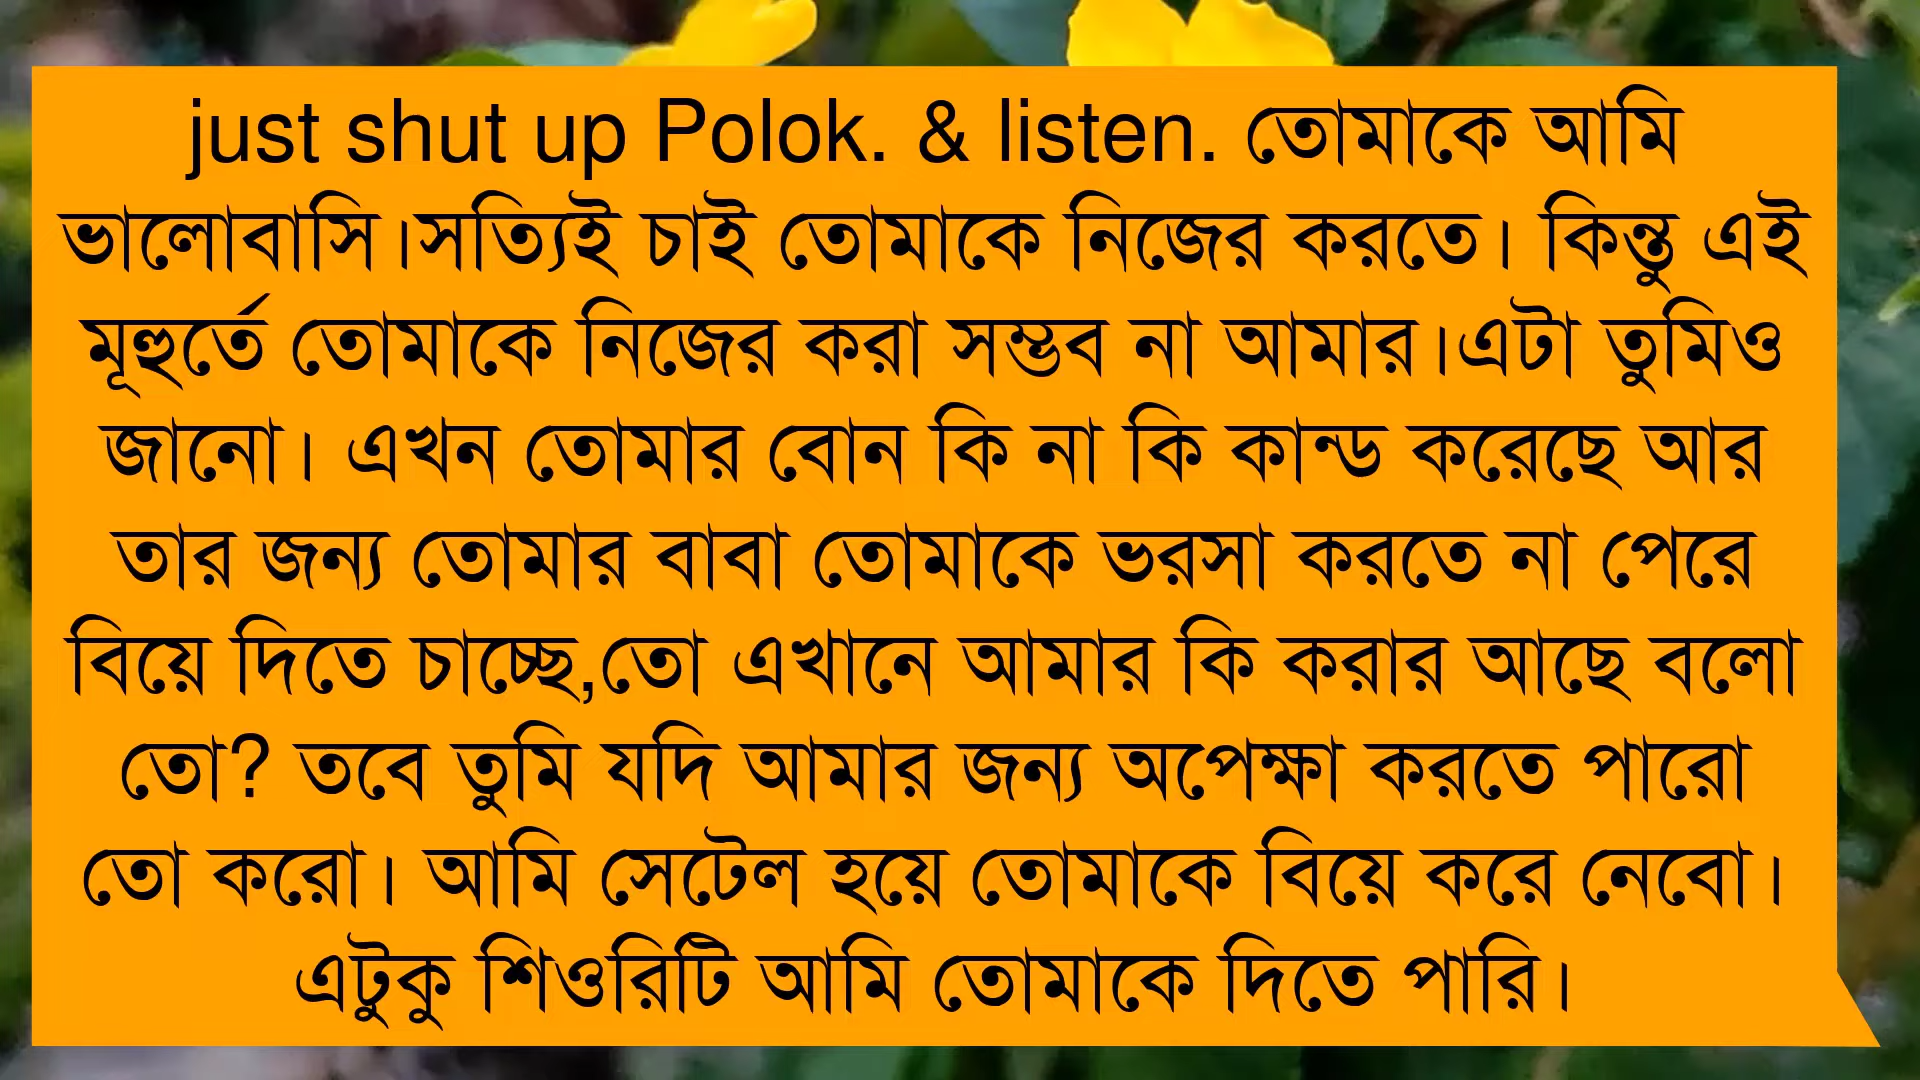 just shut up Polok. & listen. তোমাকে আমি
ভালোবাসি।সত্যিই চাই তোমাকে নিজের করতে। কিন্তু এই
মূহুর্তে তোমাকে নিজের করা সম্ভব না আমার।এটা তুমিও
জানো। এখন তোমার বোন কি না কি কান্ড করেছে আর
তার জন্য তোমার বাবা তোমাকে ভরসা করতে না পেরে
বিয়ে দিতে চাচ্ছে,তো এখানে আমার কি করার আছে বলো
তো? তবে তুমি যদি আমার জন্য অপেক্ষা করতে পারো
তো করো। আমি সেটেল হয়ে তোমাকে বিয়ে করে নেবো।
এটুকু শিওরিটি আমি তোমাকে দিতে পারি।